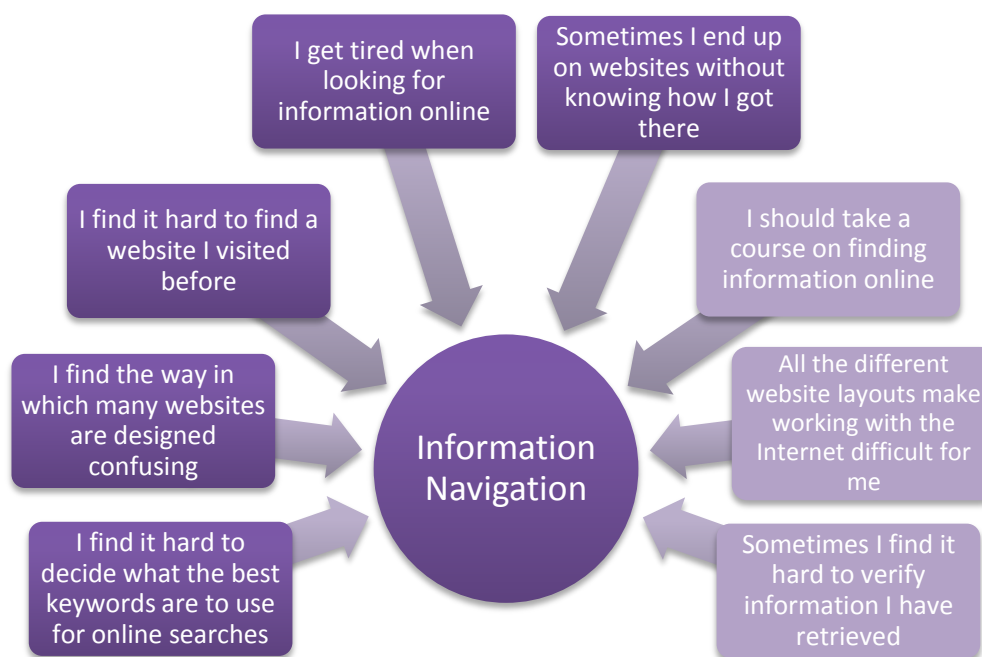 I get tired when
looking for
information online
Sometimes I end up
on websites without
knowing how I got
there
I find it hard to find a
website I visited
before
I should take a
course on finding
information online
I find the way in
which many websites
are designed
confusing
All the different
website layouts make
working with the
Internet difficult for
me
Information
Navigation
I find it hard to
decide what the best
keywords are to use
for online searches
Sometimes I find it
hard to verify
information I have
retrieved